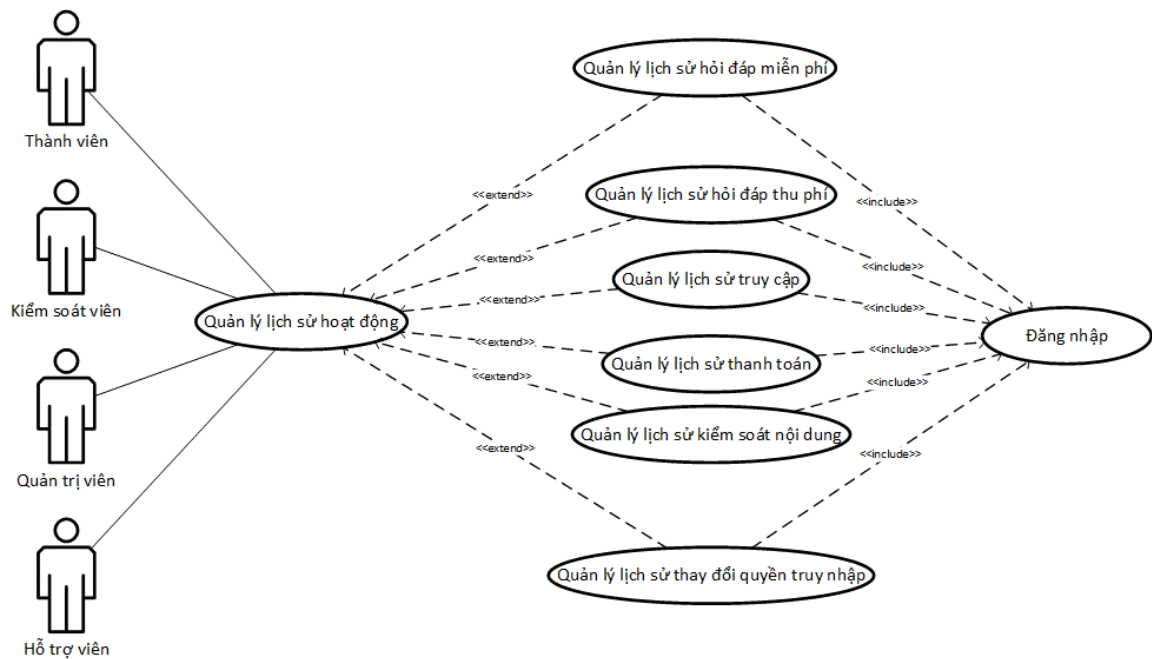 Thành viên
Kiểm soát viên
Quản trị viên
Hỗ trợ viên
Quản lý lịch sử hoạt động
<<extend>>
<<extend>>
<<extend>>
<<extend>>
<<extend>>
<<extend>>
Quản lý lịch sử hỏi đáp miễn phí
Quản lý lịch sử hỏi đáp thu phí
Quản lý lịch sử truy cập
Quản lý lịch sử thanh toán
Quản lý lịch sử kiểm soát nội dung
Quản lý lịch sử thay đổi quyền truy nhập
<<include>>
<<include>>
<<include>>
<<include>>
<<include>>
<<include>>
Đăng nhập